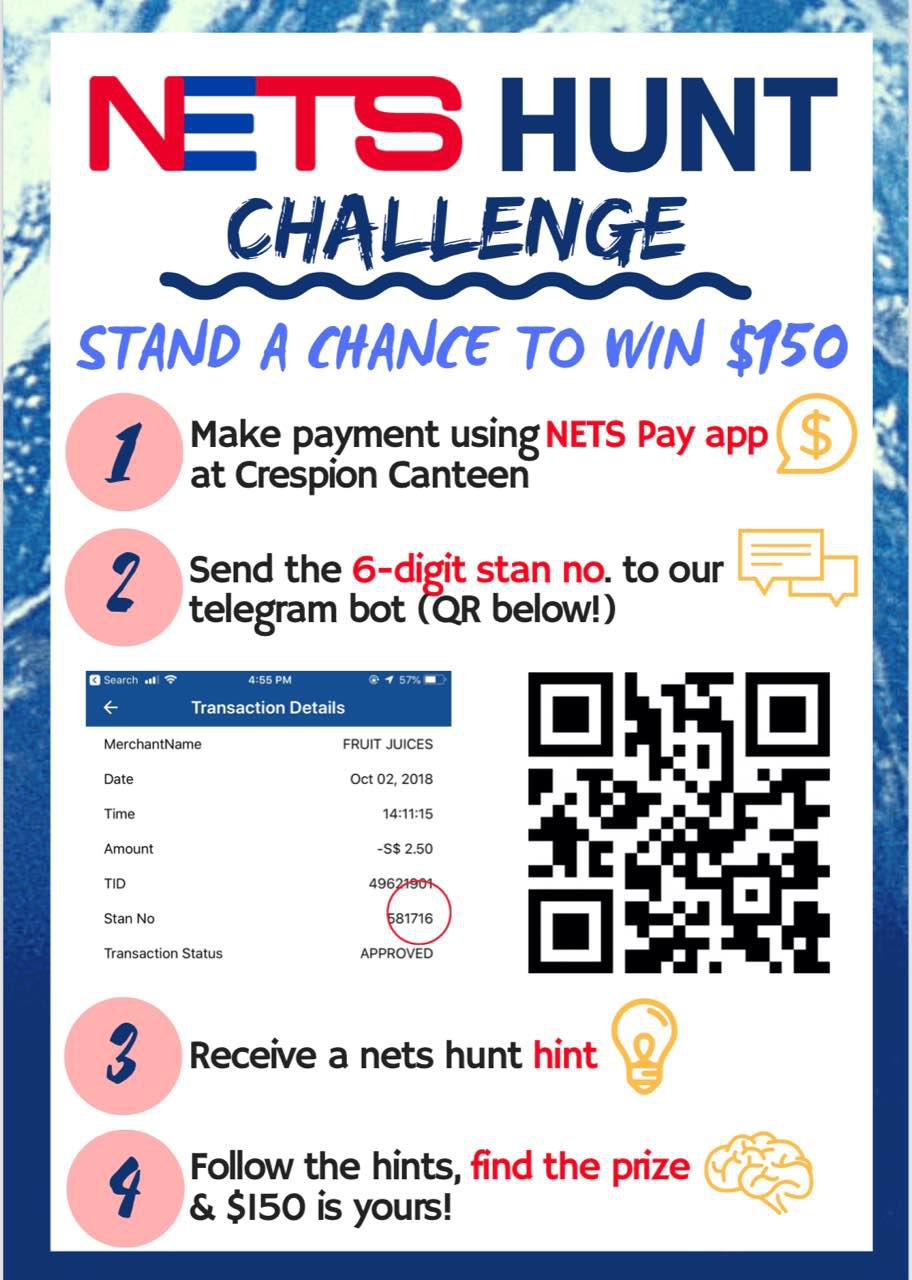 NETS HUNT
CHALLENGE
STAND A CHANCE TO WIN $150
1
Make payment using NETS Pay app
at Crespion Canteen
$
2
Send the 6-digit stan no. to our
telegram bot (QR below!)
Search 4:55 PM 57%
Transaction Details
MerchantName FRUIT JUICES
Date Oct 02, 2018
Time 14:11:15
Amount -S$ 2.50
TID 49621901
Stan No 581716
Transaction Status APPROVED
3
Receive a nets hunt hint
4
Follow the hints, find the prize
& $150 is yours!